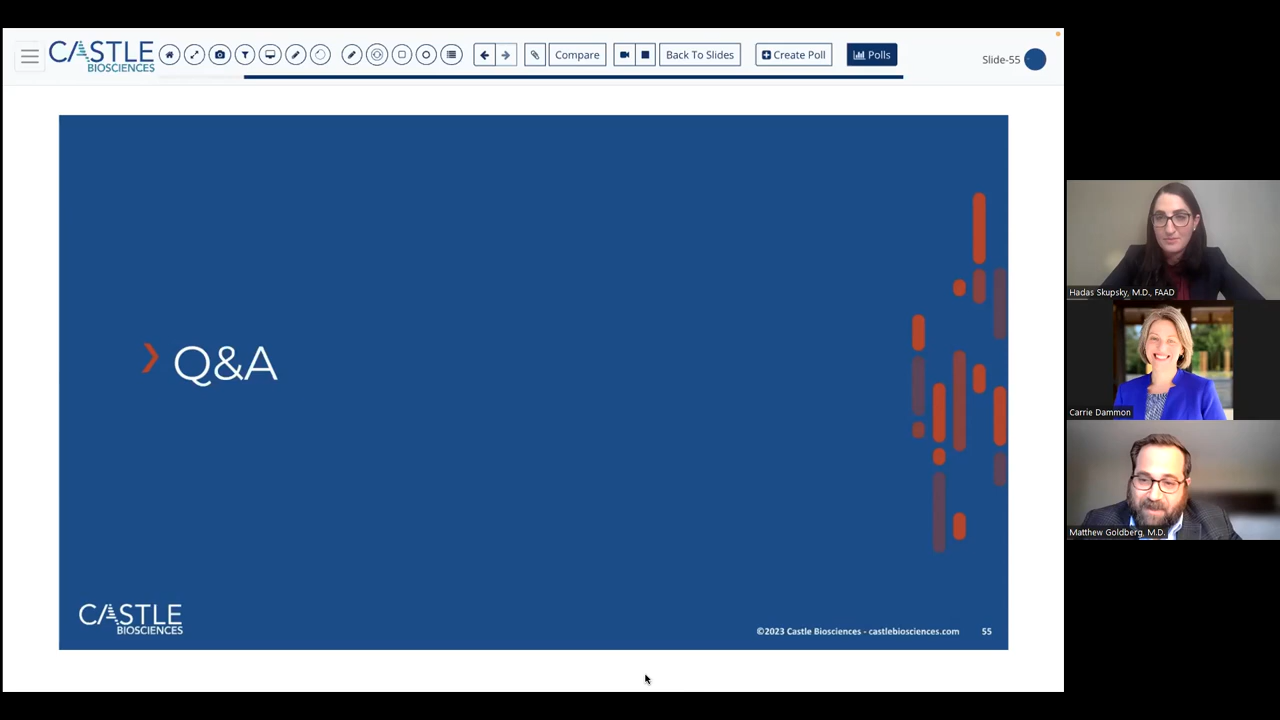 CASTLE
BIOSCIENCES
Compare
Back To Slides
Create Poll
Polls
Slide-55
Q&A
CASTLE
BIOSCIENCES
©2023 Castle Biosciences - castlebiosciences.com 55
Hadas Skupsky, M.D., FAAD
Carrie Dammon
Matthew Goldberg, M.D.